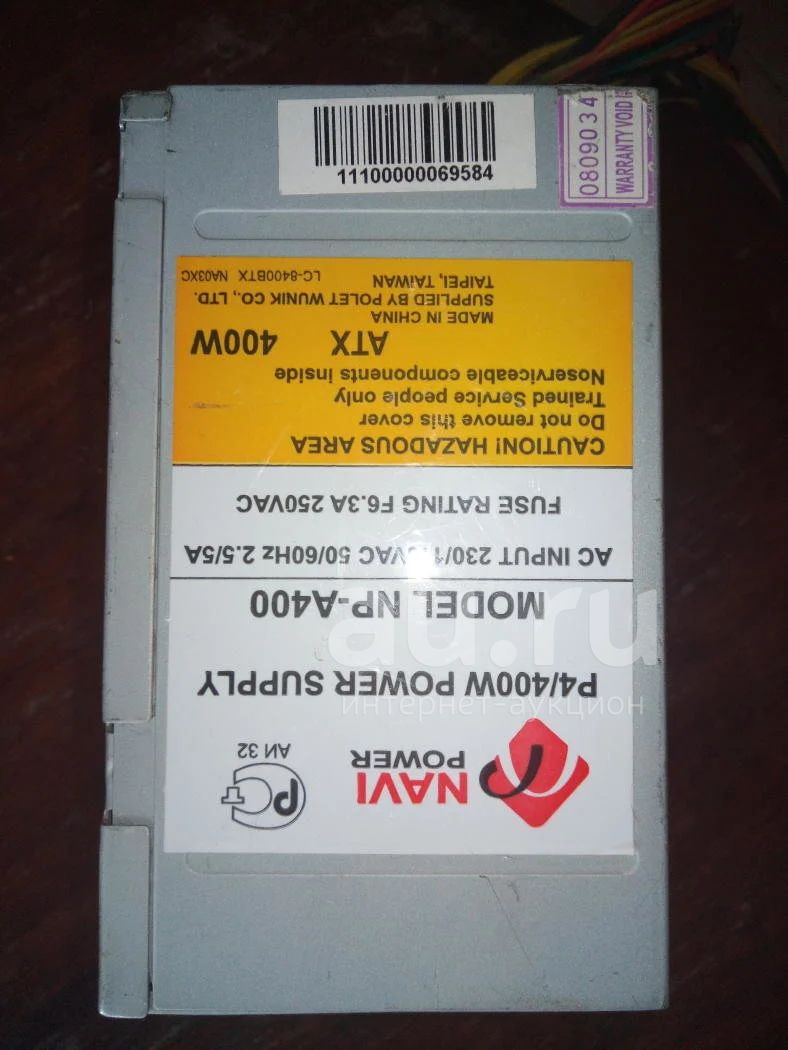 11100000069584
0809034
WARRANTY VOID
NAVI
POWER
АИ 32
P4/400W POWER SUPPLY
MODEL NP-A400
AC INPUT 50/60Hz 2.5/5A
FUSE RATING F6.3A 250VAC
CAUTION! HAZADOUS AREA
Do not remove this cover
Trained Service people only
Noserviceable components inside
ATX 400W
MADE IN CHINA
SUPPLIED BY POLET WUNIK CO., LTD.
TAIPEI, TAIWAN LC-8400BTX NA03XC
au.ru
интернет-аукцион